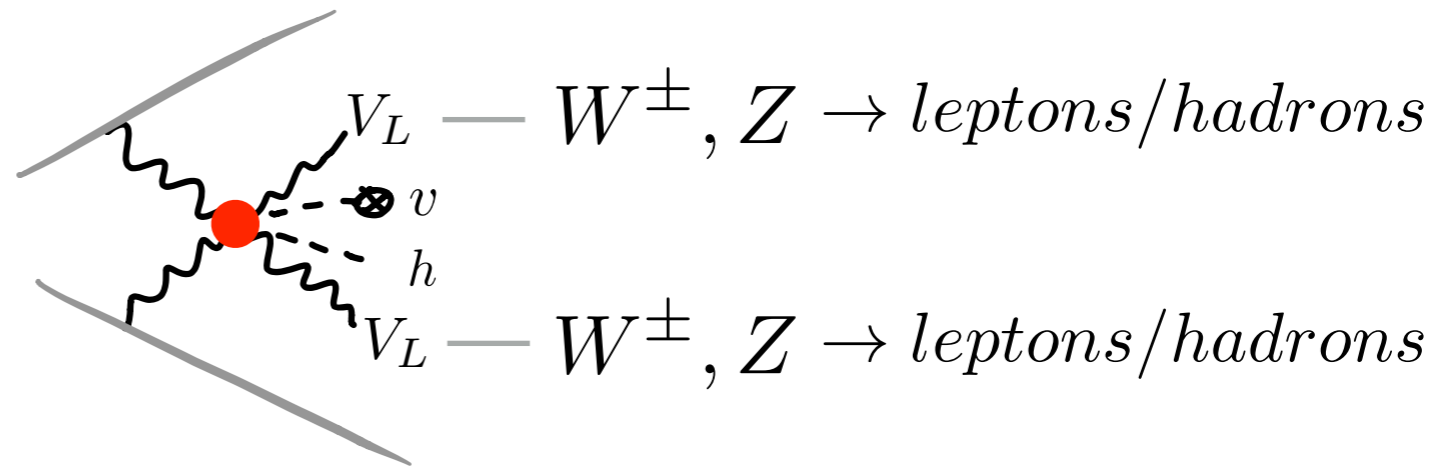 V_L — W^±, Z → leptons/hadrons
v
h
V_L — W^±, Z → leptons/hadrons